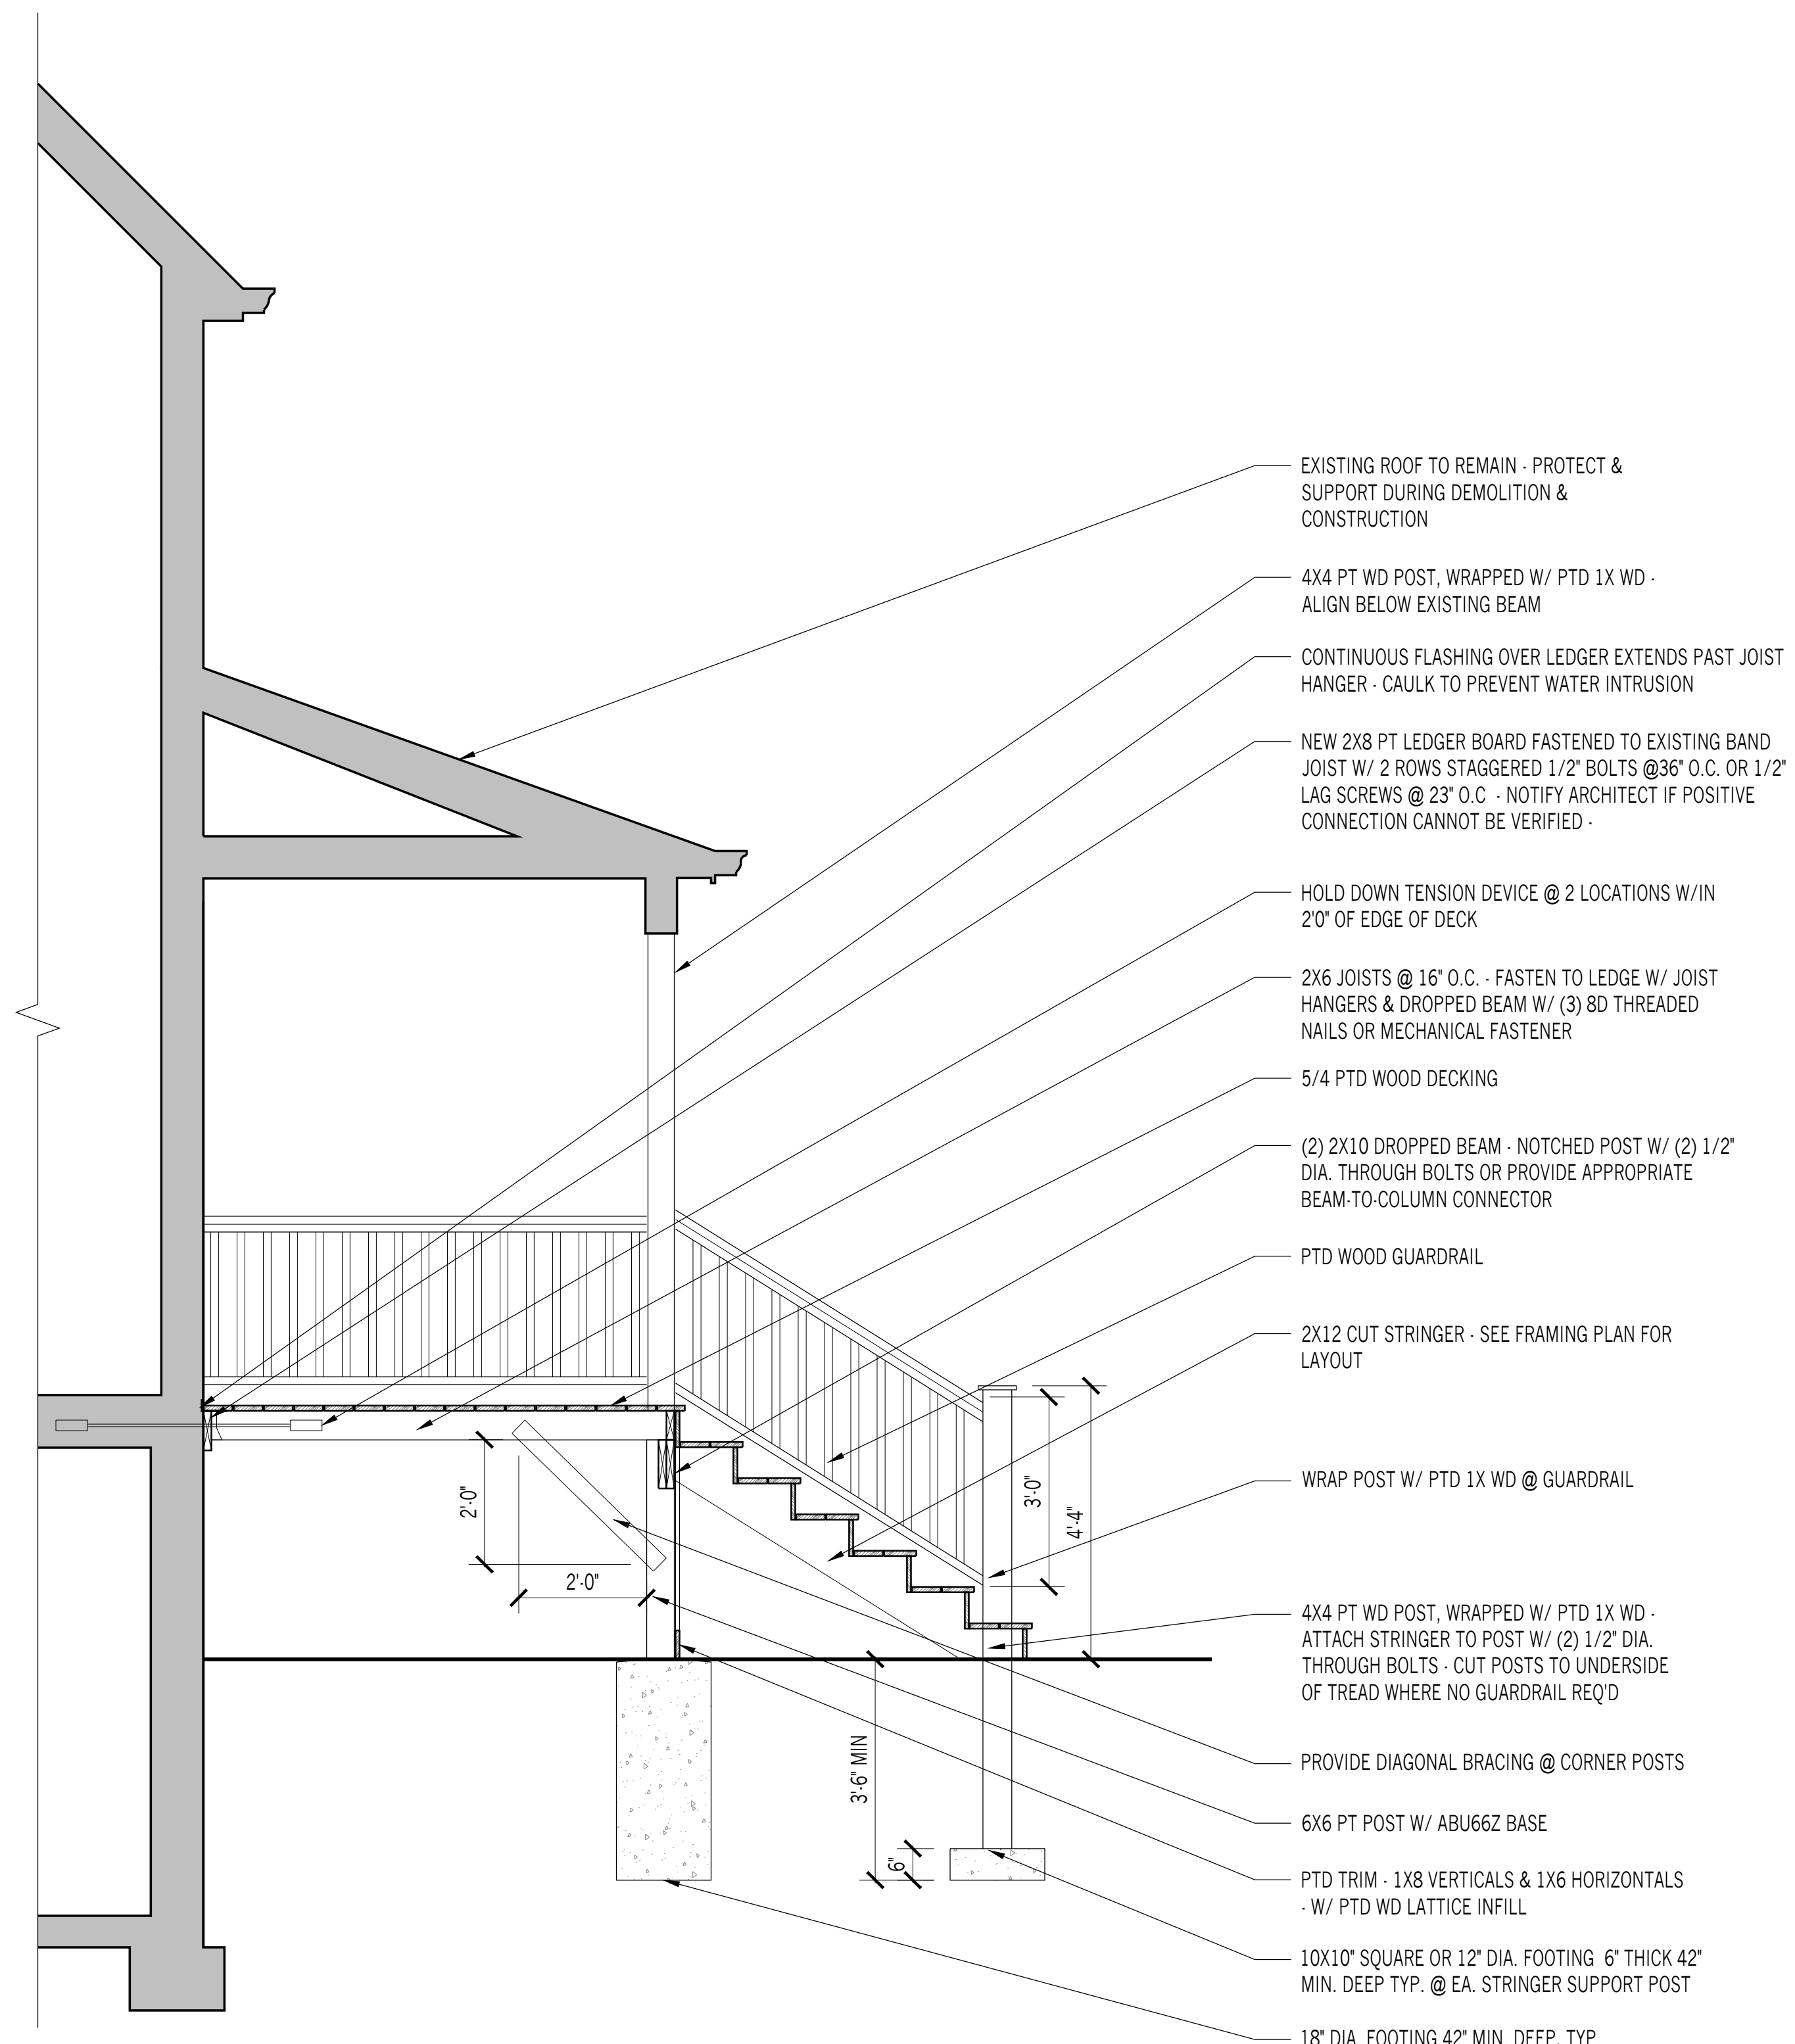 EXISTING ROOF TO REMAIN - PROTECT &
SUPPORT DURING DEMOLITION &
CONSTRUCTION
4X4 PT WD POST, WRAPPED W/ PTD 1X WD -
ALIGN BELOW EXISTING BEAM
CONTINUOUS FLASHING OVER LEDGER EXTENDS PAST JOIST
HANGER - CAULK TO PREVENT WATER INTRUSION
NEW 2X8 PT LEDGER BOARD FASTENED TO EXISTING BAND
JOIST W/ 2 ROWS STAGGERED 1/2" BOLTS @36" O.C. OR 1/2"
LAG SCREWS @ 23" O.C - NOTIFY ARCHITECT IF POSITIVE
CONNECTION CANNOT BE VERIFIED -
HOLD DOWN TENSION DEVICE @ 2 LOCATIONS W/IN
2'0" OF EDGE OF DECK
2X6 JOISTS @ 16" O.C. - FASTEN TO LEDGE W/ JOIST
HANGERS & DROPPED BEAM W/ (3) 8D THREADED
NAILS OR MECHANICAL FASTENER
5/4 PTD WOOD DECKING
(2) 2X10 DROPPED BEAM - NOTCHED POST W/ (2) 1/2"
DIA. THROUGH BOLTS OR PROVIDE APPROPRIATE
BEAM-TO-COLUMN CONNECTOR
PTD WOOD GUARDRAIL
2X12 CUT STRINGER - SEE FRAMING PLAN FOR
LAYOUT
WRAP POST W/ PTD 1X WD @ GUARDRAIL
4X4 PT WD POST, WRAPPED W/ PTD 1X WD -
ATTACH STRINGER TO POST W/ (2) 1/2" DIA.
THROUGH BOLTS - CUT POSTS TO UNDERSIDE
OF TREAD WHERE NO GUARDRAIL REQ'D
PROVIDE DIAGONAL BRACING @ CORNER POSTS
6X6 PT POST W/ ABU66Z BASE
PTD TRIM - 1X8 VERTICALS & 1X6 HORIZONTALS
- W/ PTD WD LATTICE INFILL
10X10" SQUARE OR 12" DIA. FOOTING 6" THICK 42"
MIN. DEEP TYP. @ EA. STRINGER SUPPORT POST
18" DIA. FOOTING 42" MIN. DEEP, TYP
2'-0"
2'-0"
3'-0"
4'-4"
3'-6" MIN
6"